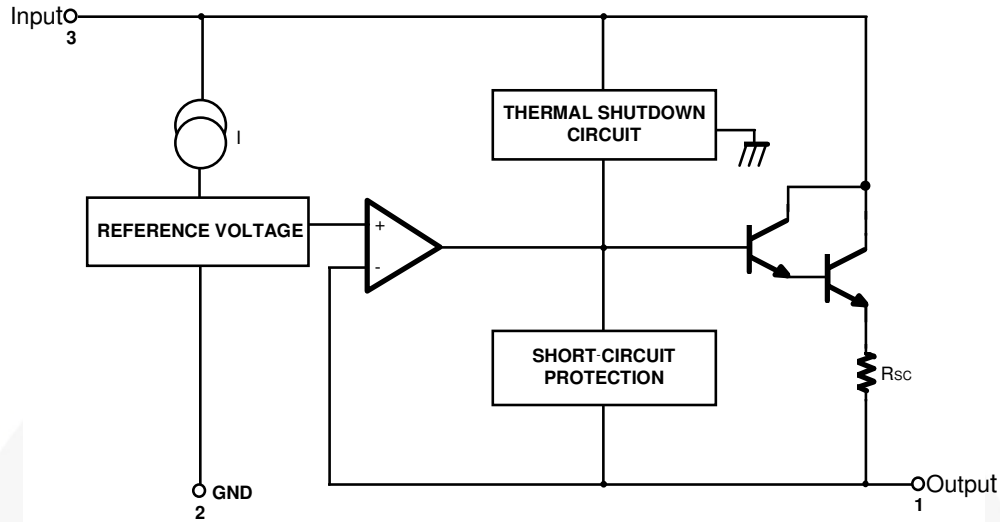 Input
3
THERMAL SHUTDOWN
CIRCUIT
I
REFERENCE VOLTAGE
+
-
SHORT-CIRCUIT
PROTECTION
RSC
GND
2
Output
1